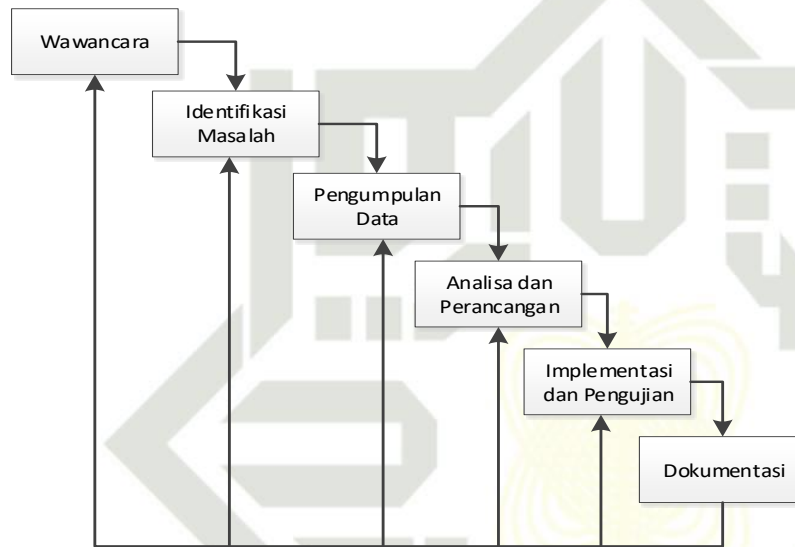 Wawancara
Identifikasi
Masalah
Pengumpulan
Data
Analisa dan
Perancangan
Implementasi
dan Pengujian
Dokumentasi